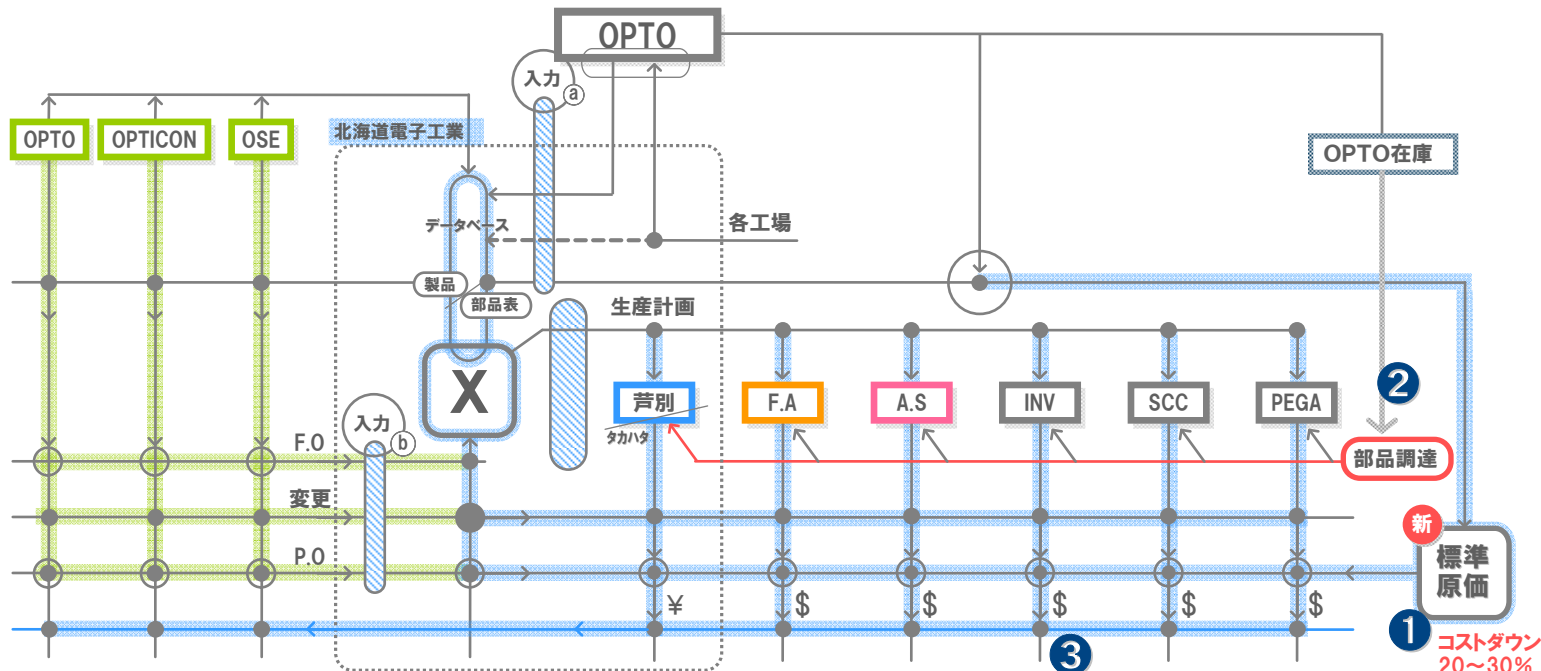 OPTO
入力
a
OPTO
OPTICON
OSE
北海道電子工業
OPTO在庫
データベース
各工場
製品
部品表
生産計画
X
芦別
タカハタ
F.A
A.S
INV
SCC
PEGA
2
入力
b
F.O
部品調達
変更
新
標準
原価
P.O
¥
$
$
$
$
$
1
コストダウン
20～30%
3